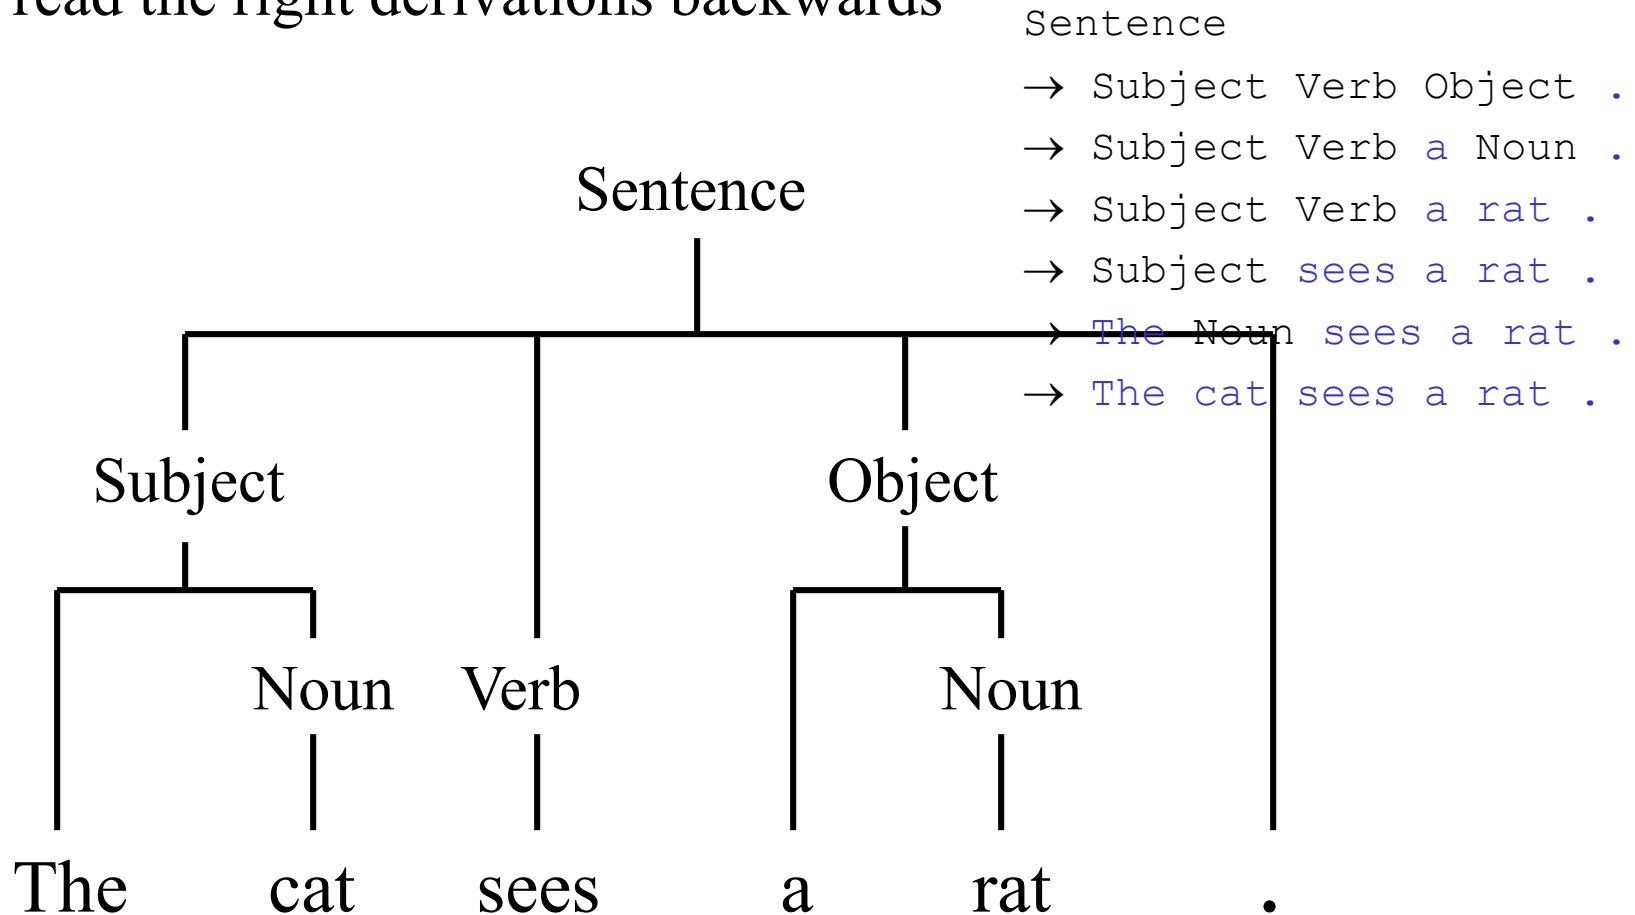 read the right derivations backwards
Sentence
→ Subject Verb Object .
→ Subject Verb a Noun .
→ Subject Verb a rat .
→ Subject sees a rat .
→ The Noun sees a rat .
→ The cat sees a rat .
Sentence
Subject Object
Noun Verb Noun
The cat sees a rat .